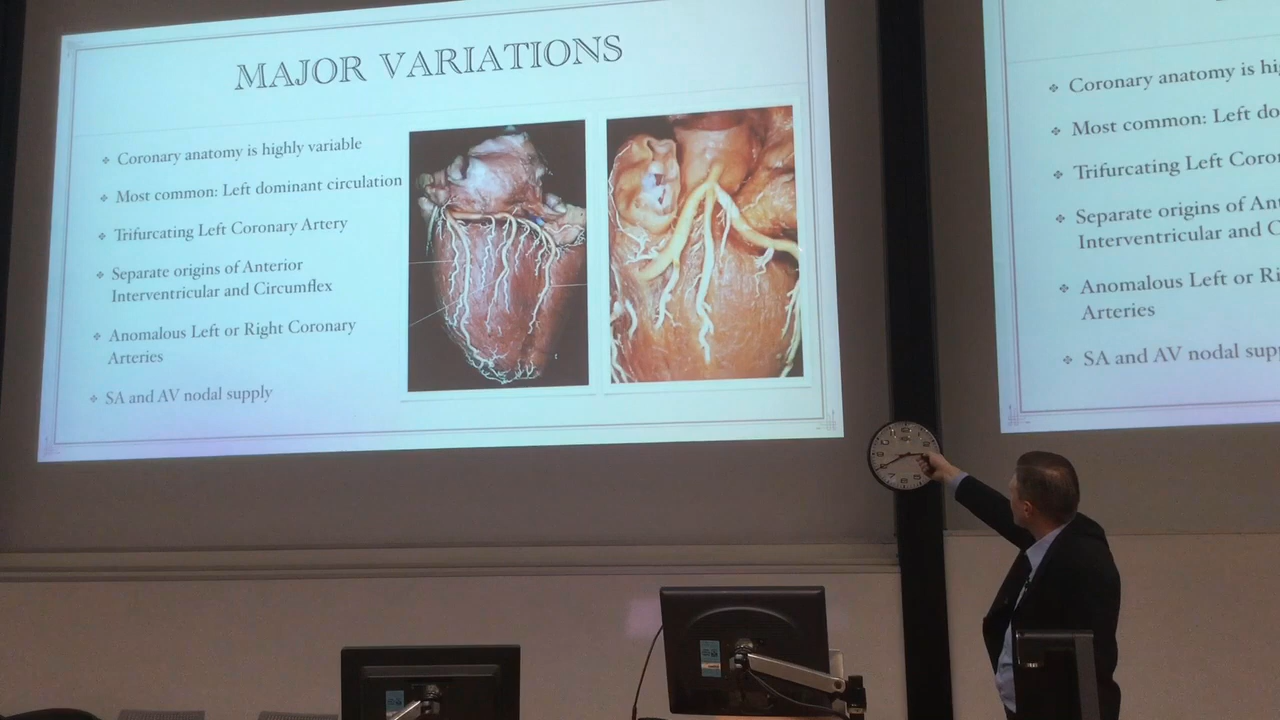 MAJOR VARIATIONS
Coronary anatomy is highly variable
Most common: Left dominant circulation
Trifurcating Left Coronary Artery
Separate origins of Anterior
Interventricular and Circumflex
Anomalous Left or Right Coronary
Arteries
SA and AV nodal supply
Coronary anatomy is hi
Most common: Left do
Trifurcating Left Coro
Separate origins of An
Interventricular and C
Anomalous Left or Ri
Arteries
SA and AV nodal sup